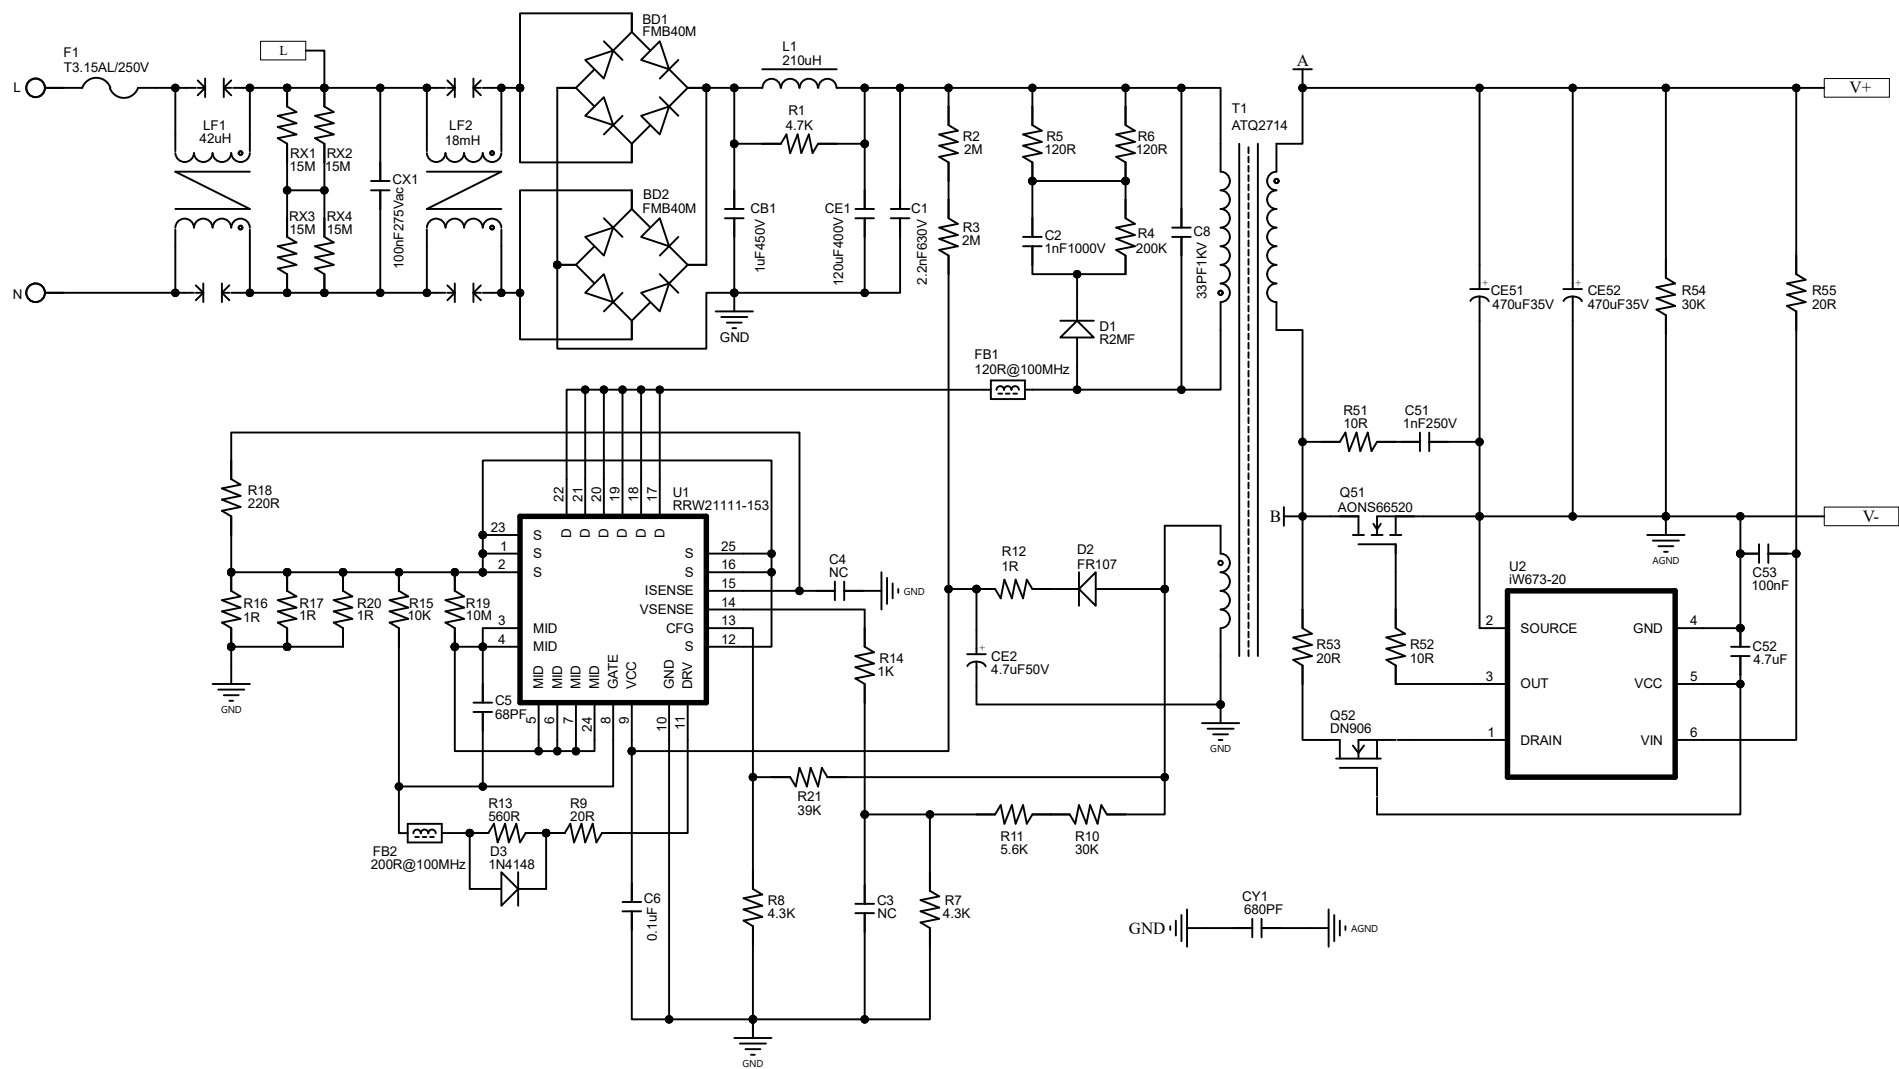 F1
T3.15AL/250V
L
L
LF1
42uH
RX1
15M
RX2
15M
RX3
15M
RX4
15M
CX1
100nF275Vac
LF2
18mH
N
BD1
FMB40M
BD2
FMB40M
L1
210uH
R1
4.7K
CB1
1uF450V
CE1
120uF400V
C1
2.2nF630V
GND
R2
2M
R3
2M
R5
120R
R6
120R
C2
1nF1000V
R4
200K
C8
33PF1KV
D1
R2MF
FB1
120R@100MHz
T1
ATQ2714
A
V+
CE51
470uF35V
CE52
470uF35V
R54
30K
R55
20R
R51
10R
C51
1nF250V
Q51
AONS66520
B
V-
AGND
C53
100nF
U2
iW673-20
2
SOURCE
GND
4
3
OUT
VCC
5
1
DRAIN
VIN
6
C52
4.7uF
R53
20R
R52
10R
Q52
DN906
R18
220R
R16
1R
R17
1R
R20
1R
R15
10K
R19
10M
GND
U1
RRW21111-153
22
21
20
19
18
17
D
D
D
D
D
D
23
S
1
S
2
S
3
MID
4
MID
S
25
S
16
ISENSE
15
VSENSE
14
CFG
13
S
12
MID
MID
MID
MID
GATE
VCC
GND
DRV
5
6
7
24
8
9
10
11
C4
NC
GND
R14
1K
C5
68PF
R12
1R
D2
FR107
CE2
4.7uF50V
GND
R21
39K
R11
5.6K
R10
30K
R13
560R
R9
20R
FB2
200R@100MHz
D3
1N4148
C6
0.1uF
R8
4.3K
C3
NC
R7
4.3K
GND
CY1
680PF
GND
AGND